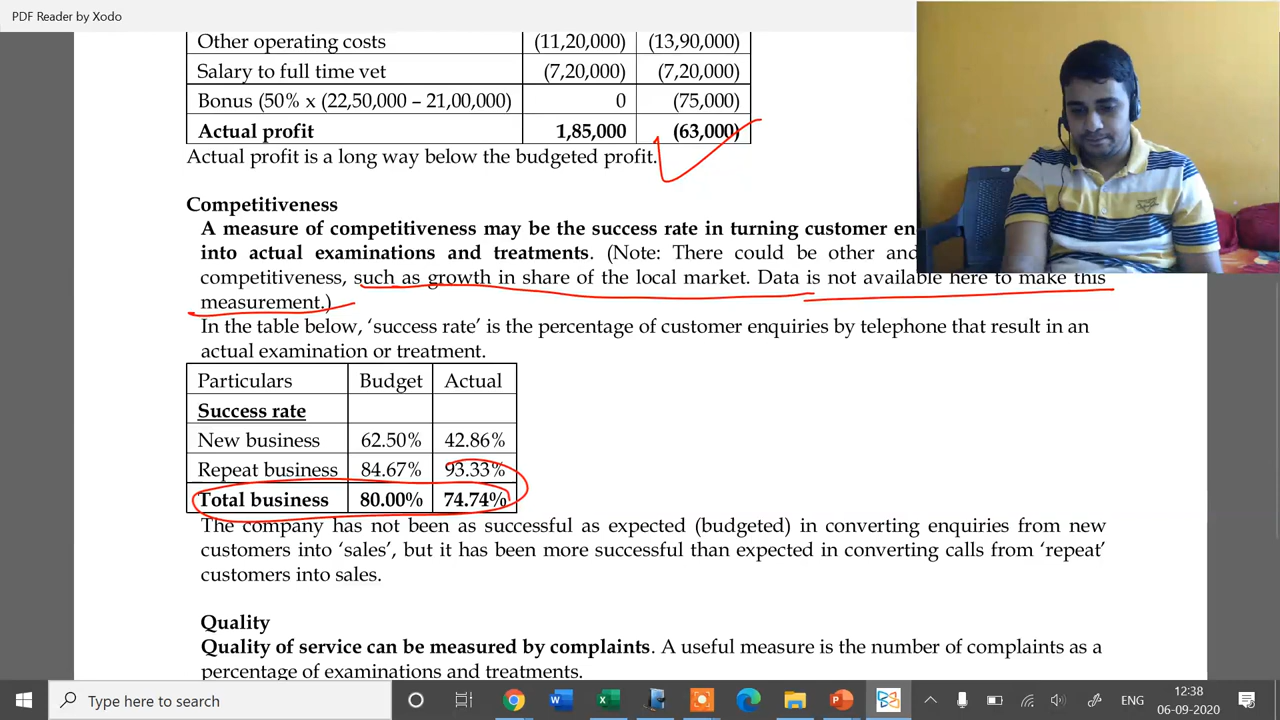 PDF Reader by Xodo
Other operating costs (11,20,000) (13,90,000)
Salary to full time vet (7,20,000) (7,20,000)
Bonus (50% x (22,50,000 – 21,00,000) 0 (75,000)
Actual profit 1,85,000 (63,000)
Actual profit is a long way below the budgeted profit.
Competitiveness
A measure of competitiveness may be the success rate in turning customer en
into actual examinations and treatments. (Note: There could be other and
competitiveness, such as growth in share of the local market. Data is not available here to make this
measurement.)
In the table below, ‘success rate’ is the percentage of customer enquiries by telephone that result in an
actual examination or treatment.
Particulars Budget Actual
Success rate
New business 62.50% 42.86%
Repeat business 84.67% 93.33%
Total business 80.00% 74.74%
The company has not been as successful as expected (budgeted) in converting enquiries from new
customers into ‘sales’, but it has been more successful than expected in converting calls from ‘repeat’
customers into sales.
Quality
Quality of service can be measured by complaints. A useful measure is the number of complaints as a
percentage of examinations and treatments.
Type here to search
ENG
12:38
06-09-2020